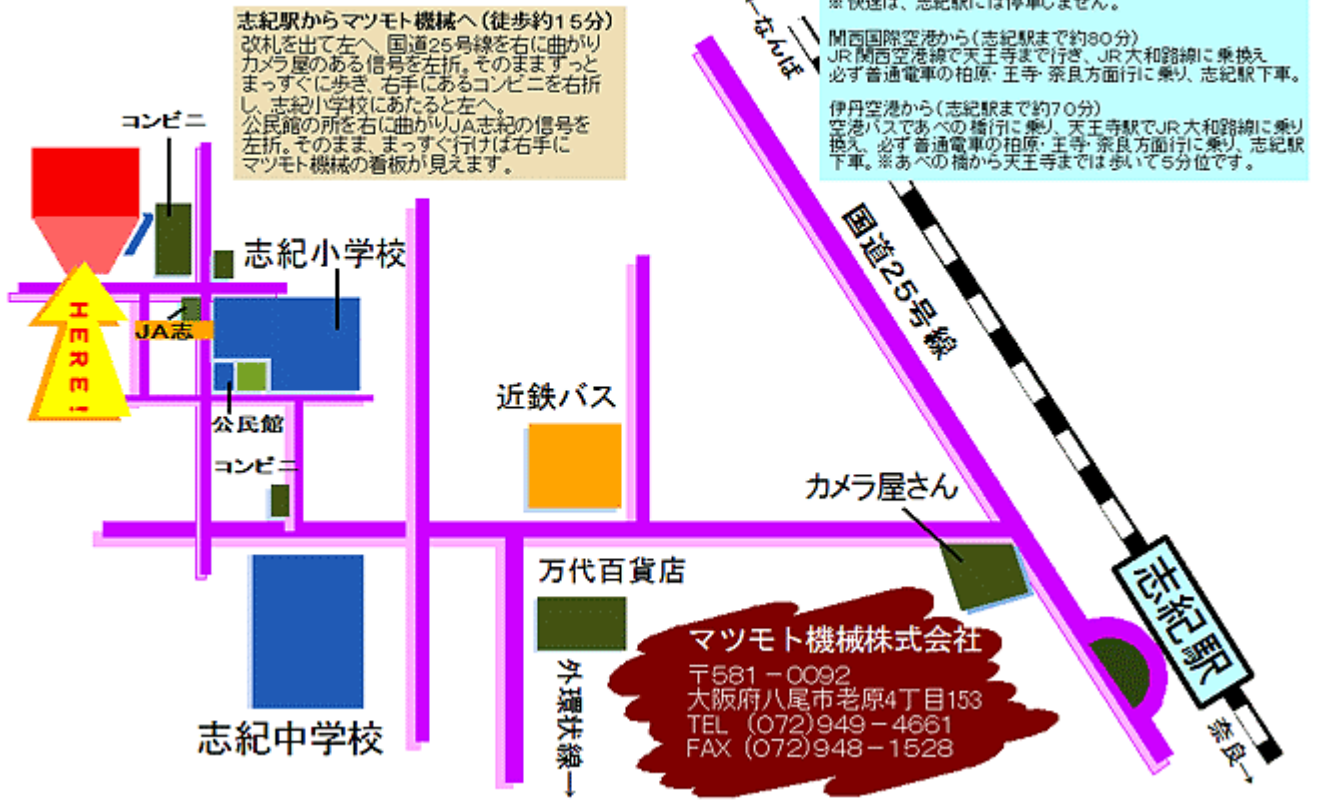 志紀駅からマツモト機械へ(徒歩約15分)
改札を出て左へ、国道25号線を右に曲がり
カメラ屋のある信号を左折。そのままずっと
まっすぐに歩き、右手にあるコンビニを右折
し、志紀小学校にあたると左へ。
公民館の所を右に曲がりJA志紀の信号を
左折。そのまま、まっすぐ行けば右手に
マツモト機械の看板が見えます。
←なんば
※快速は、志紀駅には停車しません。
関西国際空港から(志紀駅まで約80分)
JR関西空港線で天王寺まで行き、JR大和路線に乗換え
必ず普通電車の柏原・王寺・奈良方面行に乗り、志紀駅下車。
伊丹空港から(志紀駅まで約70分)
空港バスであべの橋行に乗り、天王寺駅でJR大和路線に乗り
換え、必ず普通電車の柏原・王寺・奈良方面行に乗り、志紀駅
下車。※あべの橋から天王寺までは歩いて5分位です。
コンビニ
志紀小学校
国道25号線
HERE!
JA志
公民館
コンビニ
近鉄バス
カメラ屋さん
志紀駅
万代百貨店
外環状線→
志紀中学校
マツモト機械株式会社
〒581-0092
大阪府八尾市老原4丁目153
TEL (072)949-4661
FAX (072)948-1528
奈良→